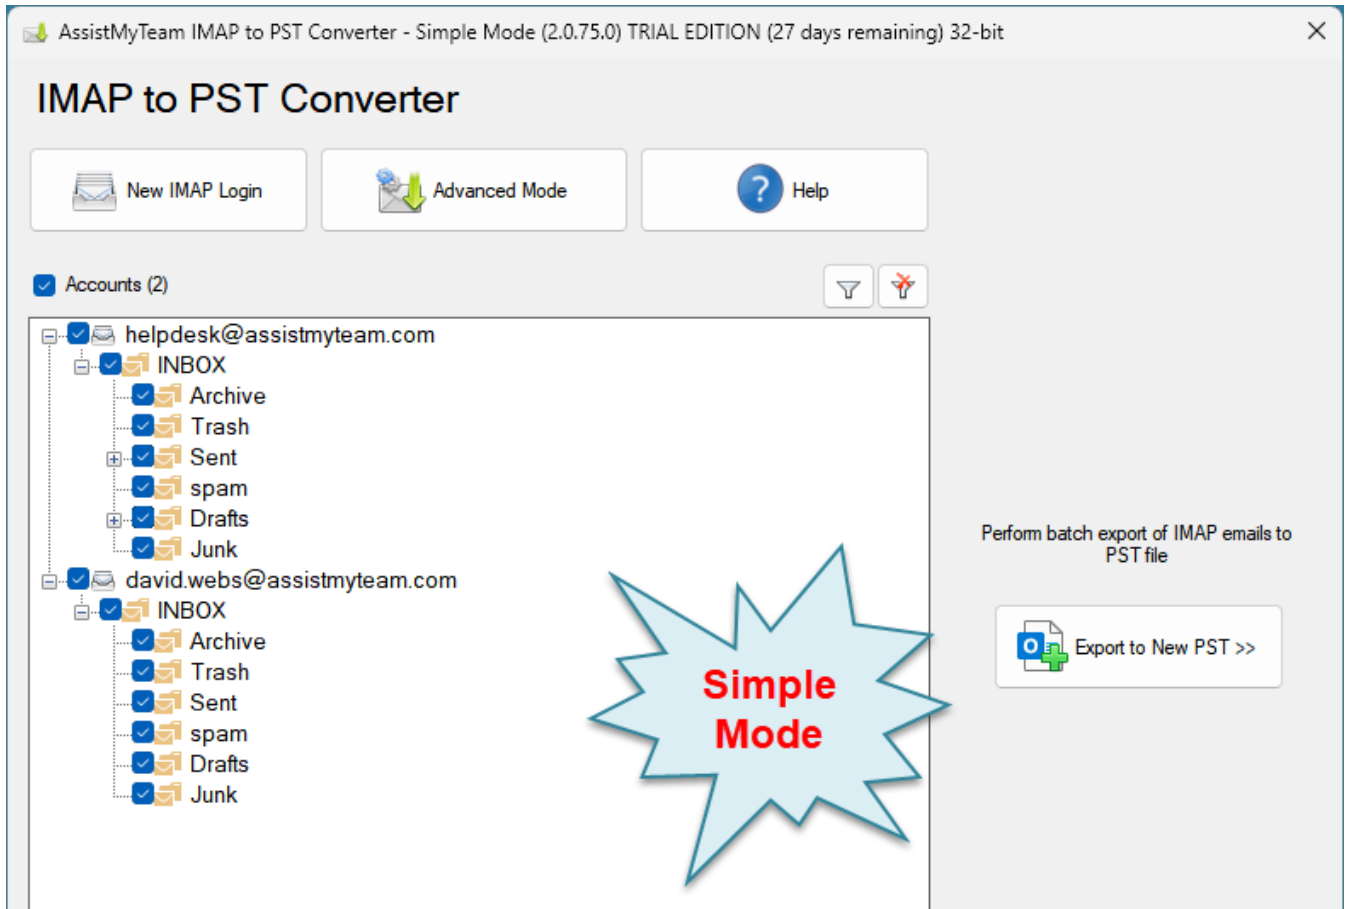 AssistMyTeam IMAP to PST Converter - Simple Mode (2.0.75.0) TRIAL EDITION (27 days remaining) 32-bit
IMAP to PST Converter
New IMAP Login
Advanced Mode
? Help
Accounts (2)
helpdesk@assistmyteam.com
INBOX
Archive
Trash
Sent
spam
Drafts
Junk
david.webs@assistmyteam.com
INBOX
Archive
Trash
Sent
spam
Drafts
Junk
Simple
Mode
Perform batch export of IMAP emails to
PST file
Export to New PST >>